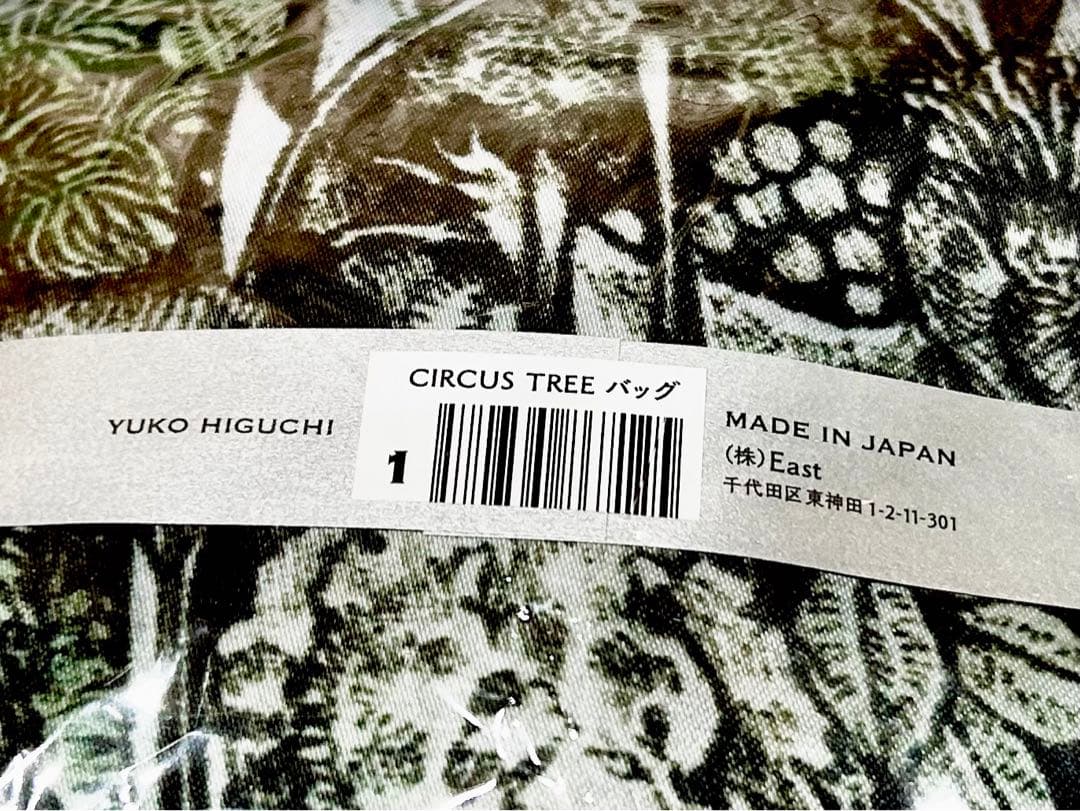 YUKO HIGUCHI
CIRCUS TREE バッグ
1
MADE IN JAPAN
(株)East
千代田区東神田1-2-11-301